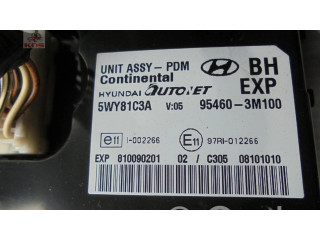 UNIT ASSY-PDM
Continental
BH
HYUNDAI AUTONET
EXP
5WY81C3A V:05 95460-3M100
e11 I-002266 E11 97RI-012266
EXP 810090201 02 / C305 08101010